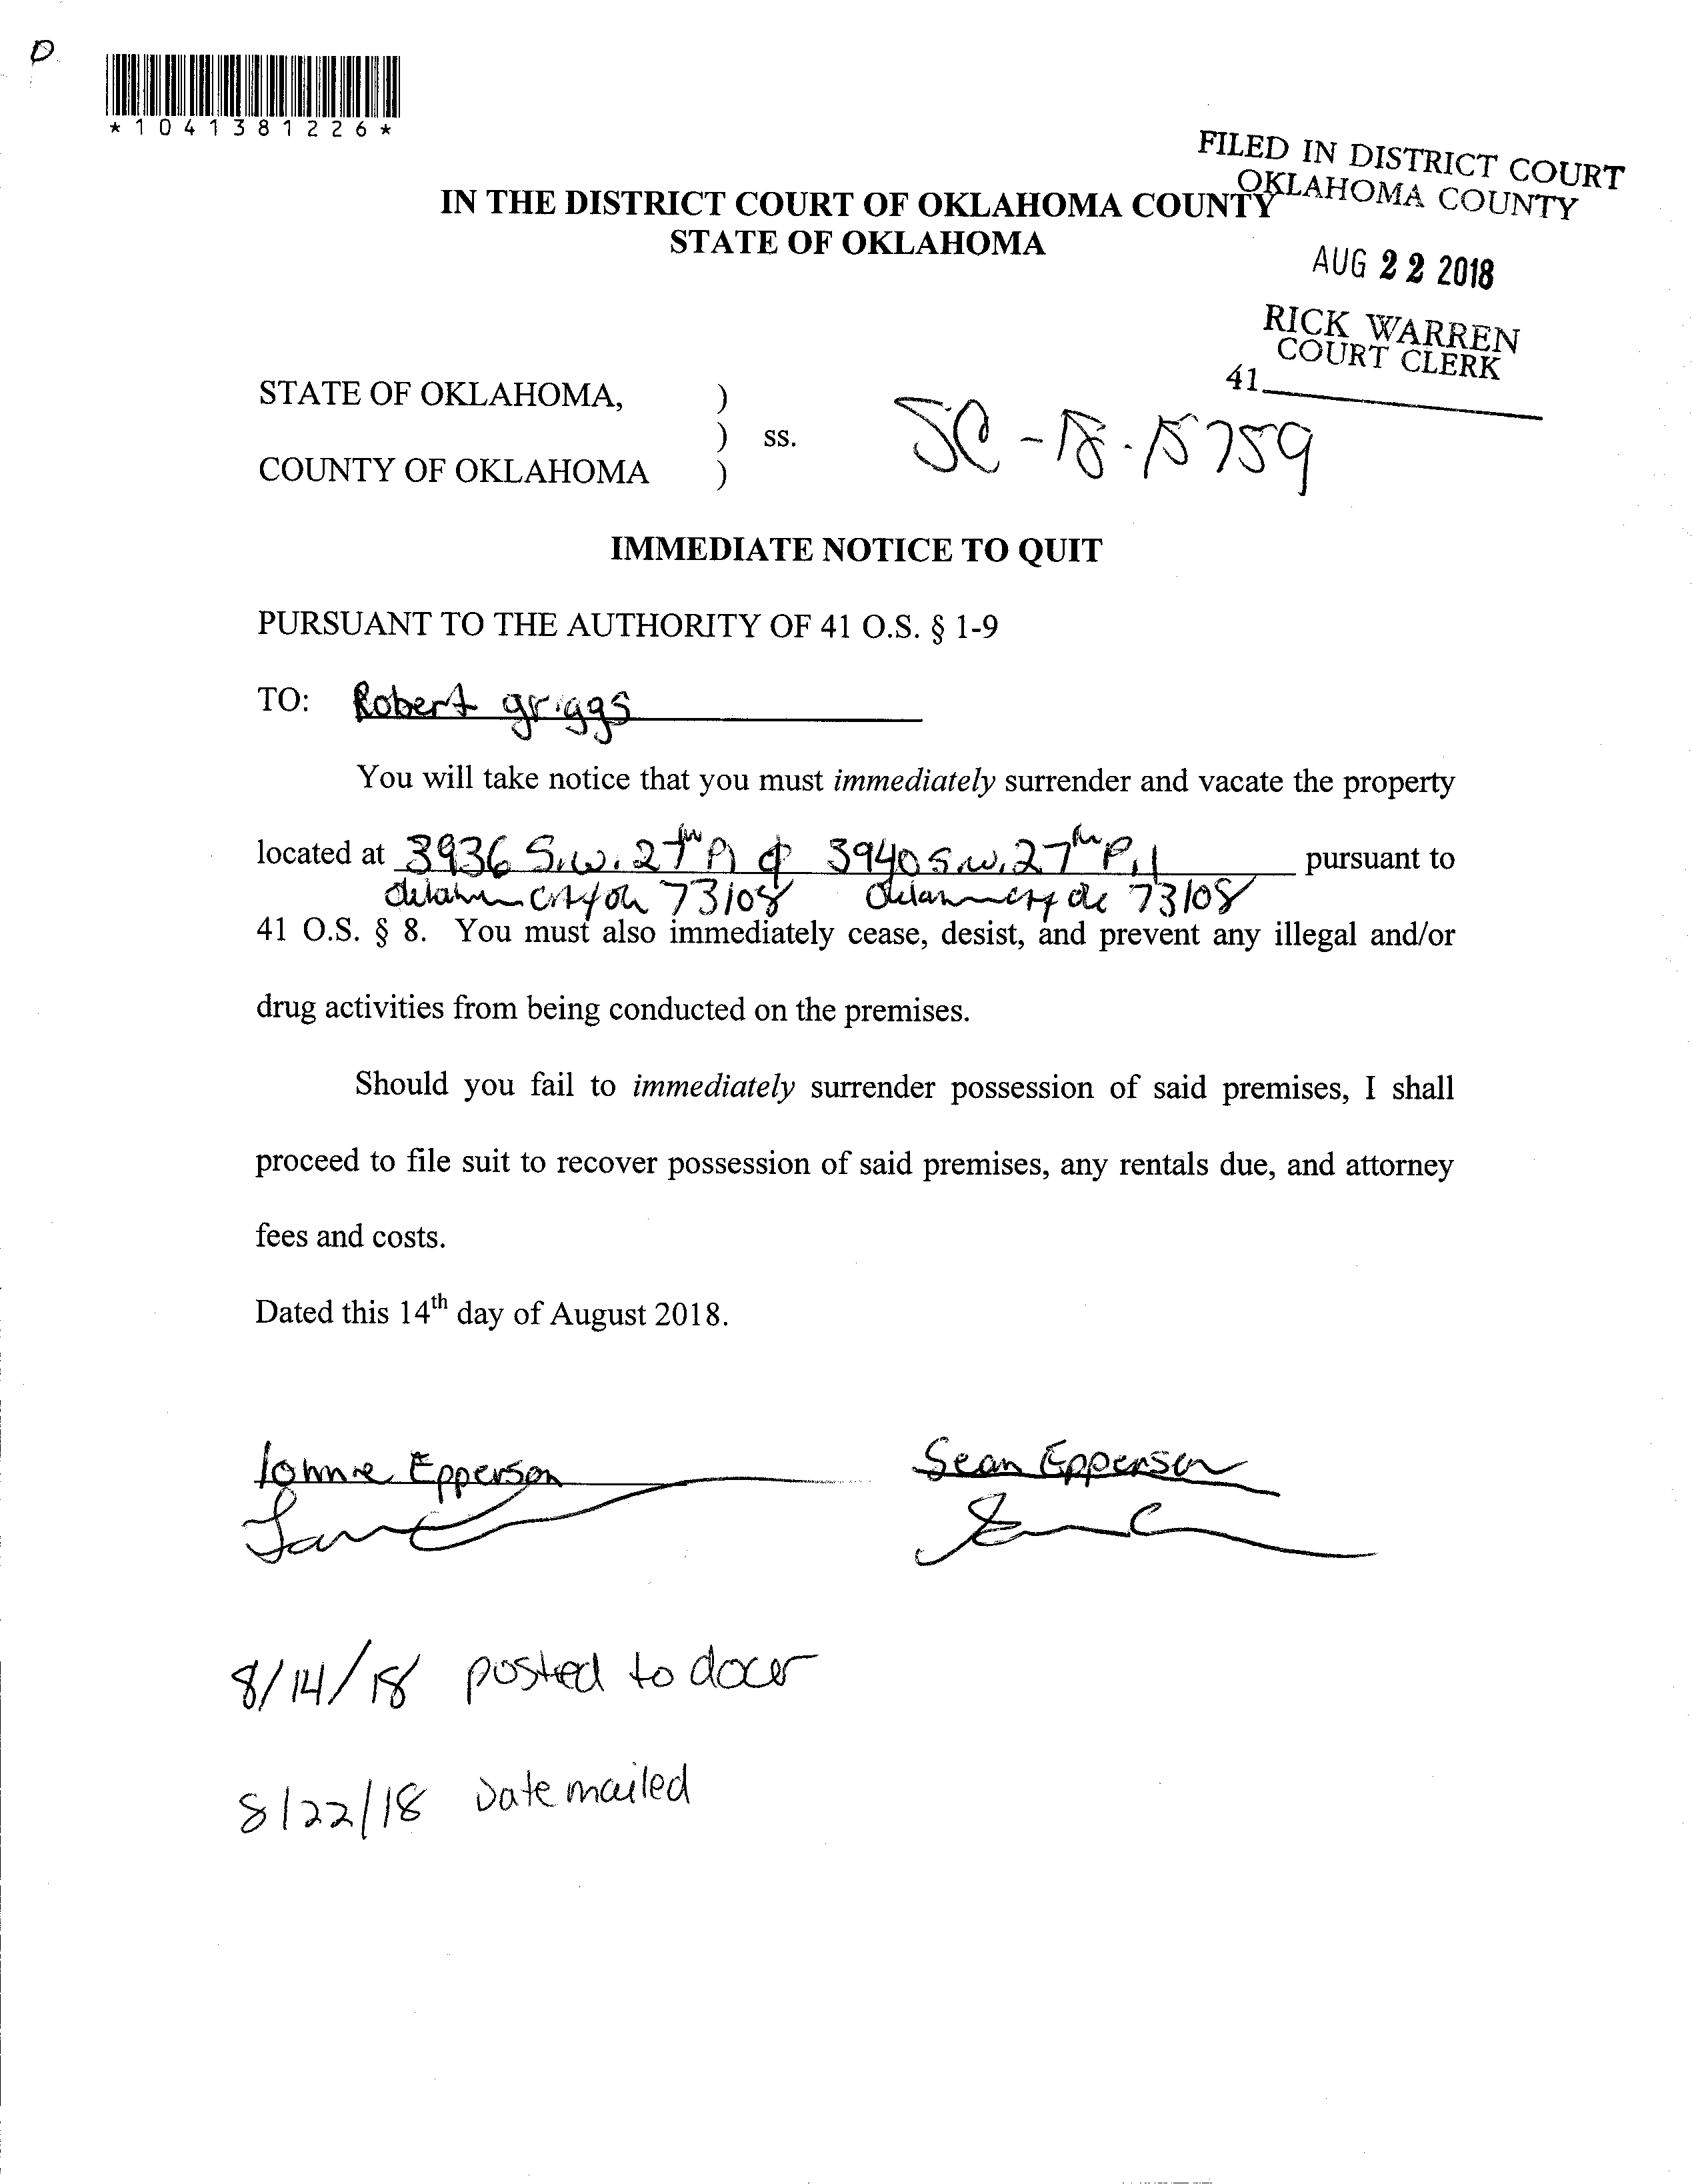 D
*1041381226*
FILED IN DISTRICT COURT
OKLAHOMA COUNTY
IN THE DISTRICT COURT OF OKLAHOMA COUNTY
STATE OF OKLAHOMA
AUG 22 2018
RICK WARREN
COURT CLERK
41
STATE OF OKLAHOMA, )
) ss.
COUNTY OF OKLAHOMA )
SC-18-15759
IMMEDIATE NOTICE TO QUIT
PURSUANT TO THE AUTHORITY OF 41 O.S. § 1-9
TO: Robert griggs
You will take notice that you must immediately surrender and vacate the property
located at 3936 S.W. 27th Pl & 3940 S.W. 27th Pl pursuant to
city 73108 73108
41 O.S. § 8. You must also immediately cease, desist, and prevent any illegal and/or
drug activities from being conducted on the premises.
Should you fail to immediately surrender possession of said premises, I shall
proceed to file suit to recover possession of said premises, any rentals due, and attorney
fees and costs.
Dated this 14th day of August 2018.
Epperson Sean Epperson
8/14/18 posted to door
8/22/18 Date mailed